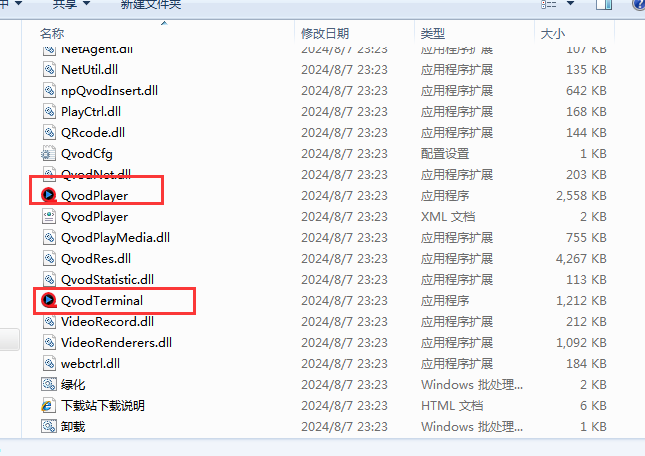 中 共享 新建文件夹
名称 修改日期 类型 大小
NetAgent.dll 2024/8/7 23:23 应用程序扩展 107 KB
NetUtil.dll 2024/8/7 23:23 应用程序扩展 135 KB
npQvodInsert.dll 2024/8/7 23:23 应用程序扩展 642 KB
PlayCtrl.dll 2024/8/7 23:23 应用程序扩展 168 KB
QRcode.dll 2024/8/7 23:23 应用程序扩展 144 KB
QvodCfg 2024/8/7 23:23 配置设置 1 KB
QvodNet.dll 2024/8/7 23:23 应用程序扩展 203 KB
QvodPlayer 2024/8/7 23:23 应用程序 2,558 KB
QvodPlayer 2024/8/7 23:23 XML 文档 2 KB
QvodPlayMedia.dll 2024/8/7 23:23 应用程序扩展 755 KB
QvodRes.dll 2024/8/7 23:23 应用程序扩展 4,267 KB
QvodStatistic.dll 2024/8/7 23:23 应用程序扩展 113 KB
QvodTerminal 2024/8/7 23:23 应用程序 1,212 KB
VideoRecord.dll 2024/8/7 23:23 应用程序扩展 212 KB
VideoRenderers.dll 2024/8/7 23:23 应用程序扩展 1,092 KB
webctrl.dll 2024/8/7 23:23 应用程序扩展 184 KB
绿化 2024/8/7 23:23 Windows 批处理... 2 KB
下载站下载说明 2024/8/7 23:23 HTML 文档 6 KB
卸载 2024/8/7 23:23 Windows 批处理... 1 KB